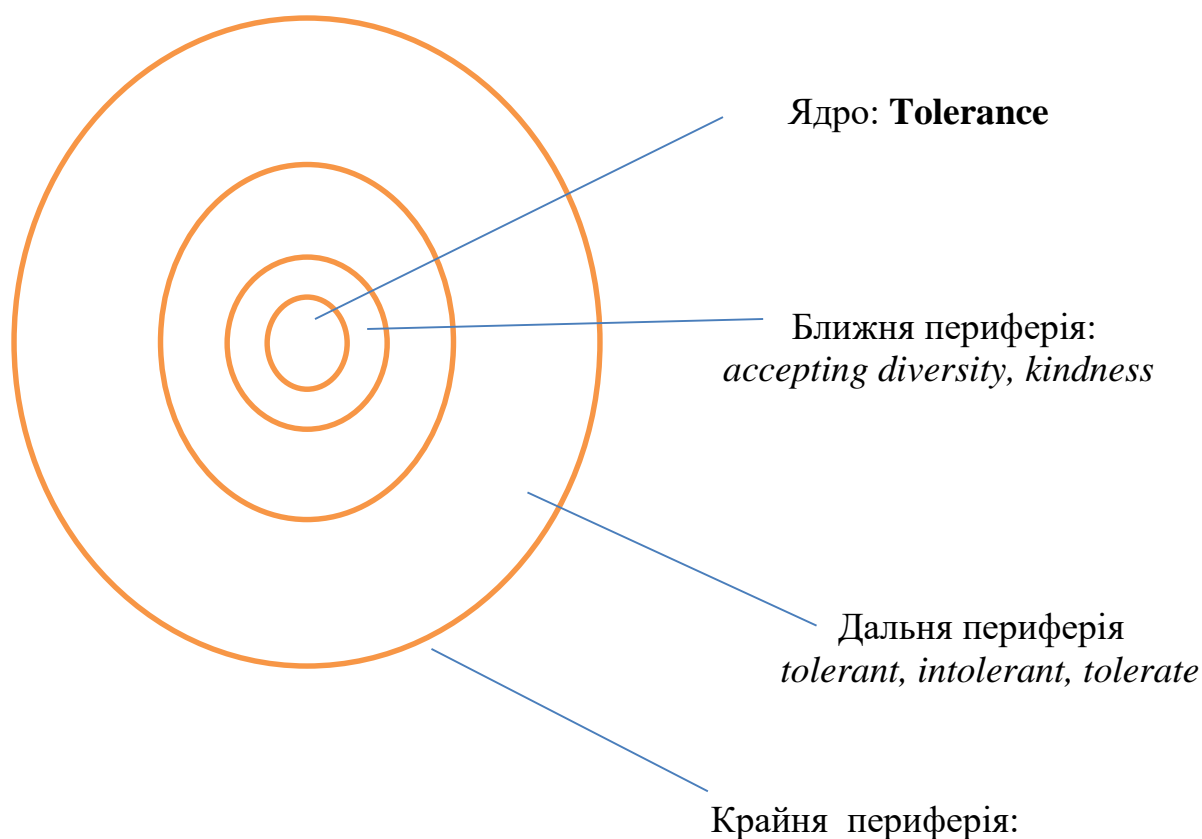 Ядро: Tolerance
Ближня периферія:
accepting diversity, kindness
Дальня периферія
tolerant, intolerant, tolerate
Крайня периферія: